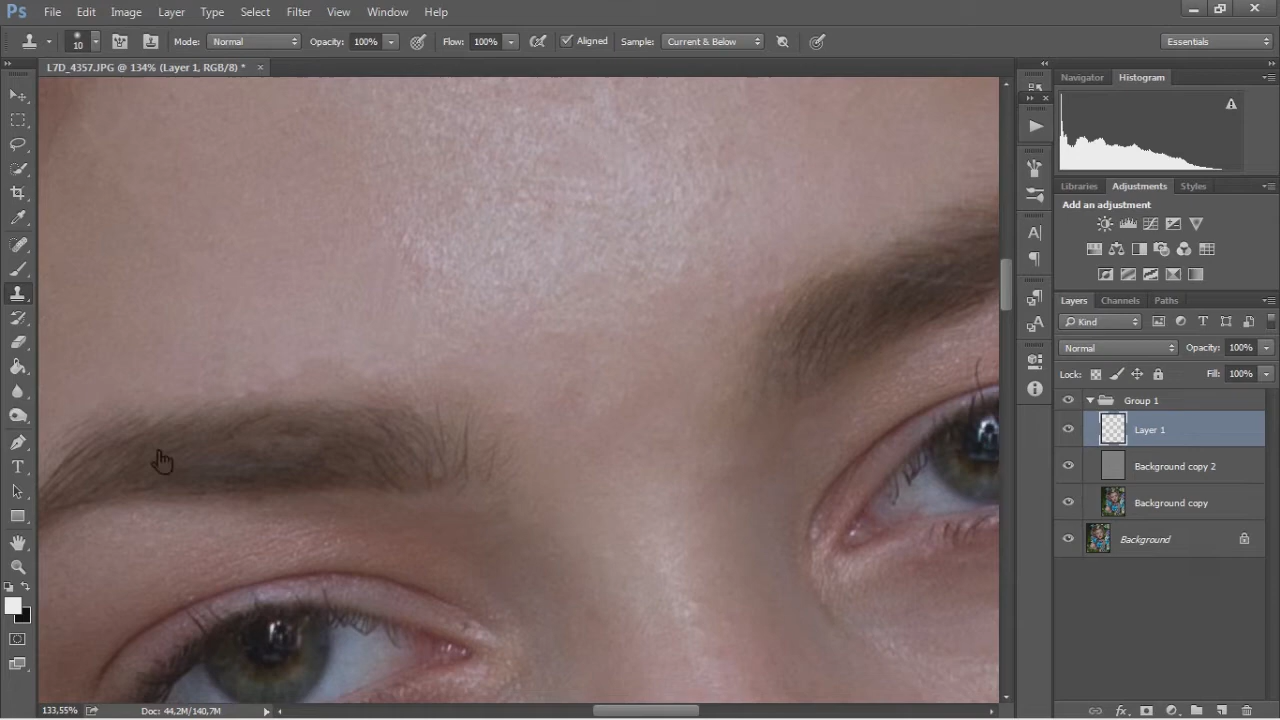 Ps File Edit Image Layer Type Select Filter View Window Help
10 Mode: Normal Opacity: 100% Flow: 100% Aligned Sample: Current & Below Essentials
L7D_4357.JPG @ 134% (Layer 1, RGB/8) * ×
Navigator Histogram
Libraries Adjustments Styles
Add an adjustment
Layers Channels Paths
Kind
Normal Opacity: 100%
Lock: Fill: 100%
Group 1
Layer 1
Background copy 2
Background copy
Background
133,55% Doc: 44,2M/140,7M